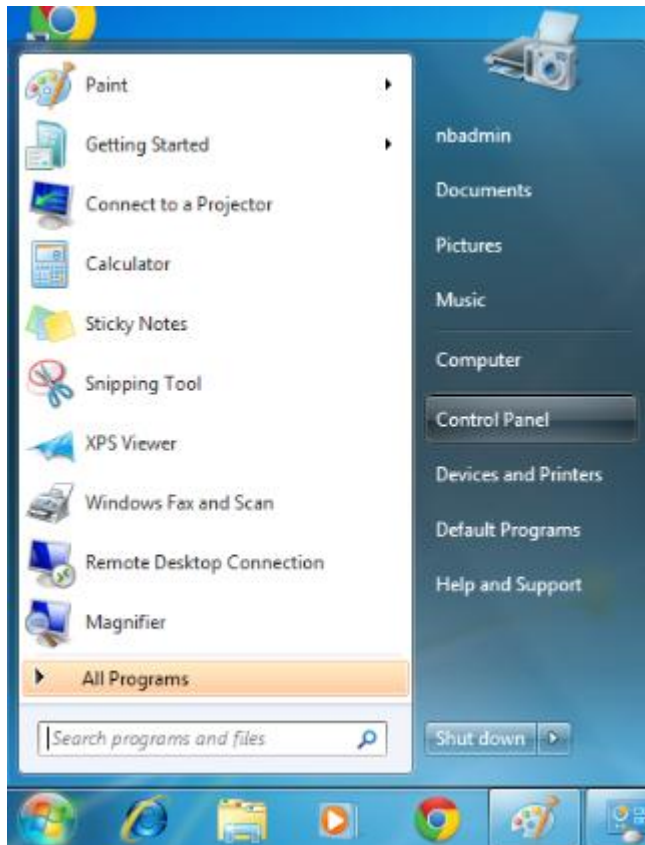 Paint
Getting Started
Connect to a Projector
Calculator
Sticky Notes
Snipping Tool
XPS Viewer
Windows Fax and Scan
Remote Desktop Connection
Magnifier
All Programs
Search programs and files
nbadmin
Documents
Pictures
Music
Computer
Control Panel
Devices and Printers
Default Programs
Help and Support
Shut down